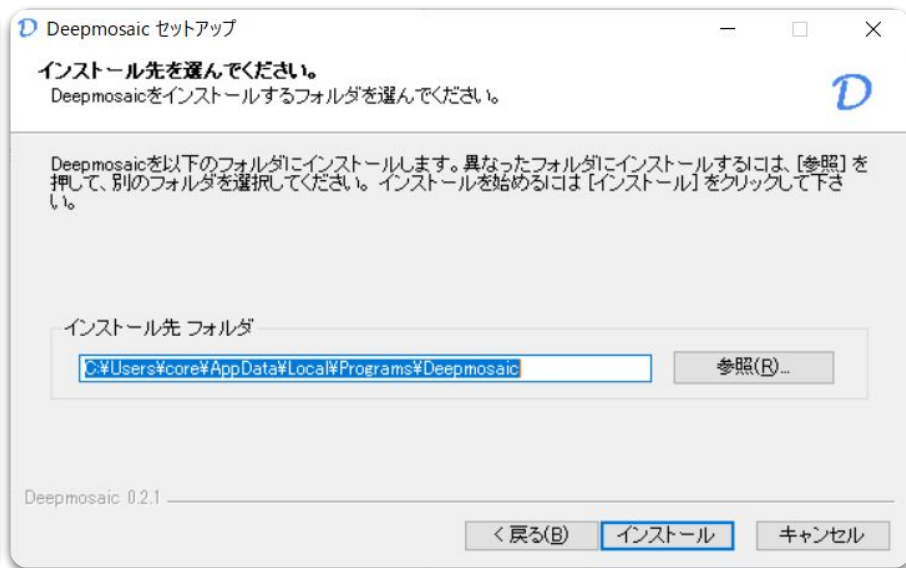 D Deepmosaic セットアップ
インストール先を選んでください。
Deepmosaicをインストールするフォルダを選んでください。
D
Deepmosaicを以下のフォルダにインストールします。異なったフォルダにインストールするには、[参照] を
押して、別のフォルダを選択してください。 インストールを始めるには [インストール] をクリックして下さ
い。
インストール先 フォルダ
C:¥Users¥core¥AppData¥Local¥Programs¥Deepmosaic
参照(R)...
Deepmosaic 0.2.1
< 戻る(B)
インストール
キャンセル